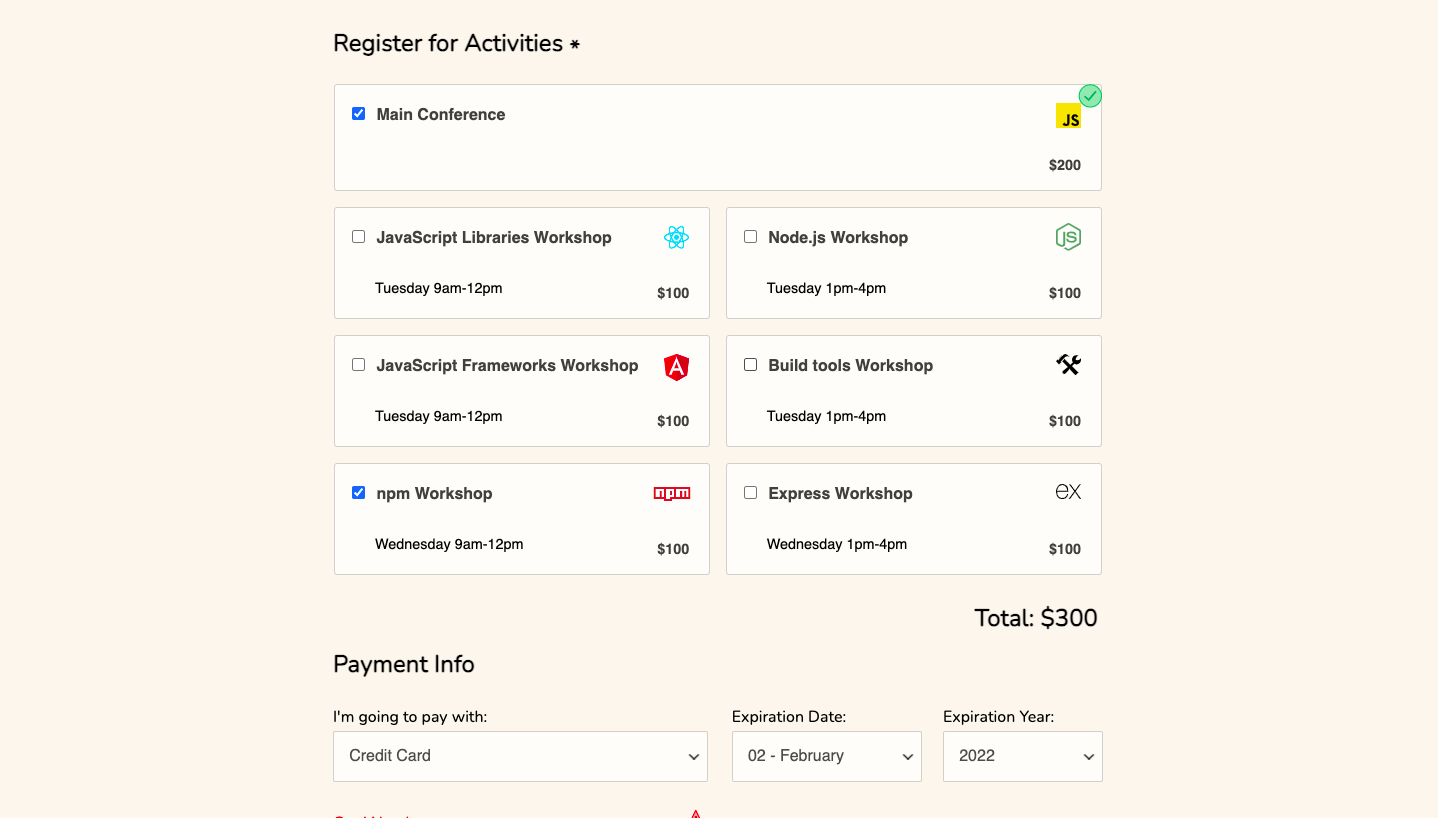 Register for Activities *
Main Conference
JS
$200
JavaScript Libraries Workshop
Tuesday 9am-12pm
$100
Node.js Workshop
JS
Tuesday 1pm-4pm
$100
JavaScript Frameworks Workshop
A
Tuesday 9am-12pm
$100
Build tools Workshop
Tuesday 1pm-4pm
$100
npm Workshop
npm
Wednesday 9am-12pm
$100
Express Workshop
ex
Wednesday 1pm-4pm
$100
Total: $300
Payment Info
I'm going to pay with:
Credit Card
Expiration Date:
02 - February
Expiration Year:
2022